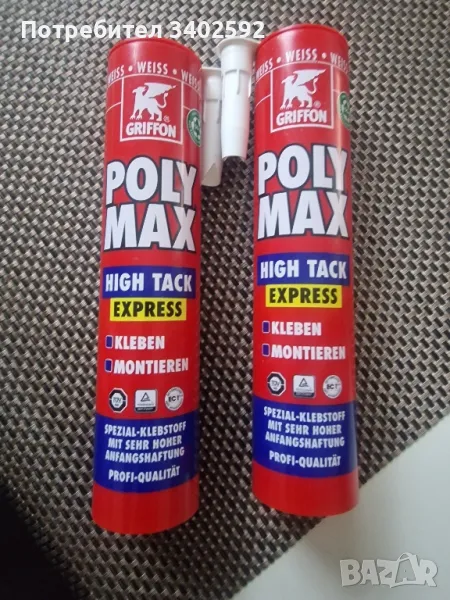 Потребител 3402592
WEISS • WEISS • WEISS •
GRIFFON
®
POLY
MAX
HIGH TACK
EXPRESS
KLEBEN
MONTIEREN
SPEZIAL-KLEBSTOFF
MIT SEHR HOHER
ANFANGSHAFTUNG
PROFI-QUALITÄT
WEISS • WEISS • WEISS
GRIFFON
®
POLY
MAX
HIGH TACK
EXPRESS
KLEBEN
MONTIEREN
SPEZIAL-KLEBSTOFF
MIT SEHR HOHER
ANFANGSHAFTUNG
PROFI-QUALITÄT
BAZAR